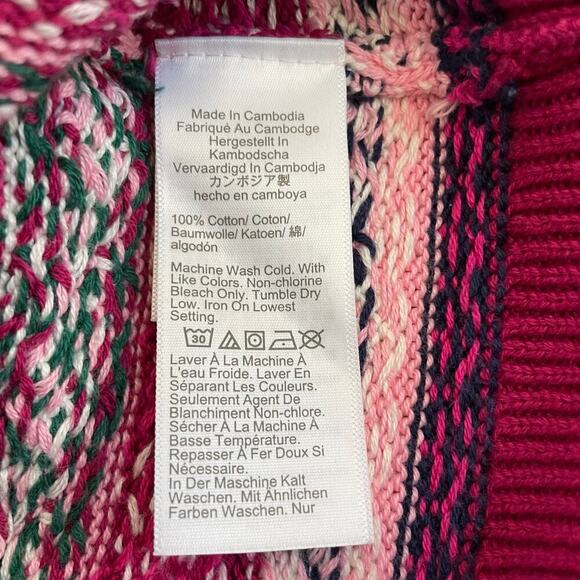 Made In Cambodia
Fabriqué Au Cambodge
Hergestellt In
Kambodscha
Vervaardigd In Cambodja
カンボジア製
hecho en camboya
100% Cotton/ Coton/
Baumwolle/ Katoen/ 綿/
algodón
Machine Wash Cold. With
Like Colors. Non-chlorine
Bleach Only. Tumble Dry
Low. Iron On Lowest
Setting.
30
Laver À La Machine À
L'eau Froide. Laver En
Séparant Les Couleurs.
Seulement Agent De
Blanchiment Non-chlore.
Sécher À La Machine À
Basse Température.
Repasser À Fer Doux Si
Nécessaire.
In Der Maschine Kalt
Waschen. Mit Ähnlichen
Farben Waschen. Nur